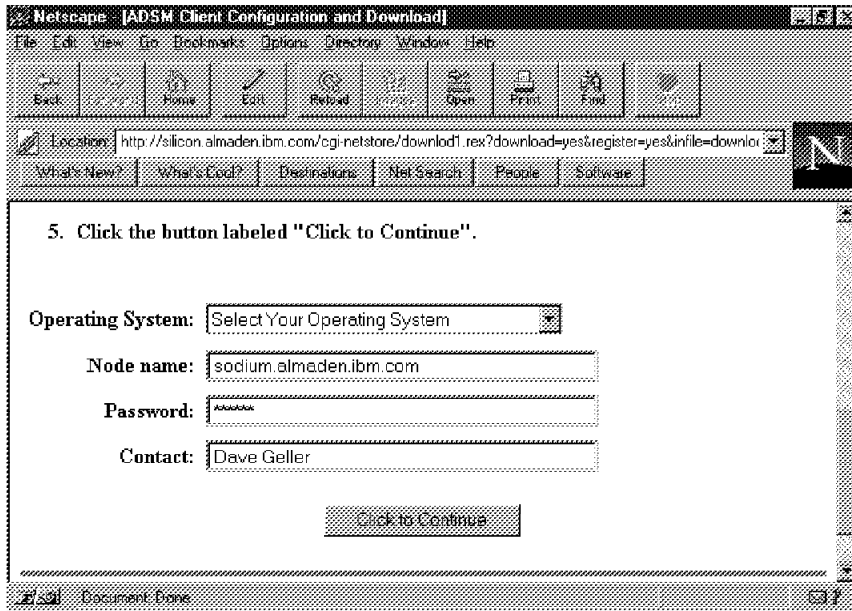 Netscape - [ADSM Client Configuration and Download]
File Edit View Go Bookmarks Options Directory Window Help
Back Home Edit Reload Open Print Find
Location: http://silicon.almaden.ibm.com/cgi-netstore/downlod1.rex?download=yes&register=yes&infile=downloa
What's New? What's Cool? Destinations Net Search People Software
N
5. Click the button labeled "Click to Continue".
Operating System: Select Your Operating System
Node name: sodium.almaden.ibm.com
Password: ******
Contact: Dave Geller
Click to Continue
Document: Done